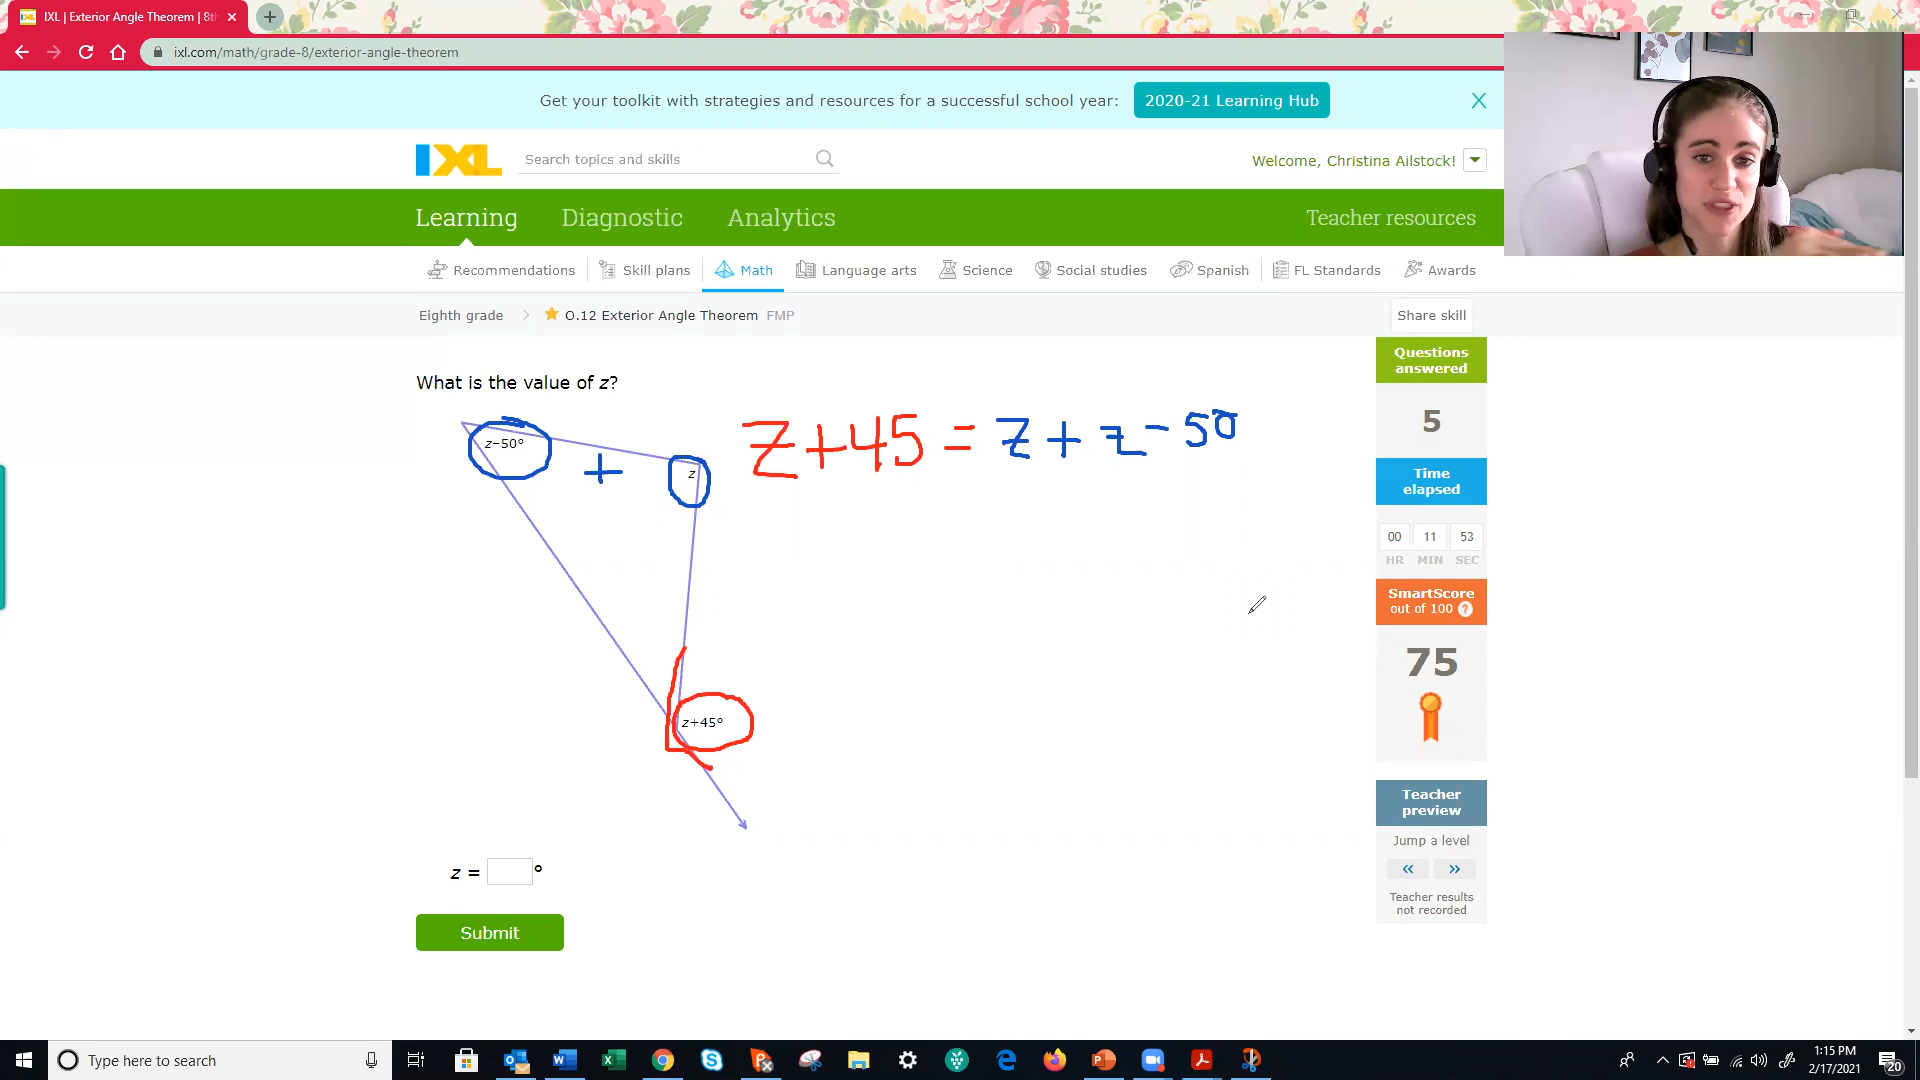 IXL | Exterior Angle Theorem | 8th
ixl.com/math/grade-8/exterior-angle-theorem
Get your toolkit with strategies and resources for a successful school year: 2020-21 Learning Hub
IXL
Search topics and skills
Welcome, Christina Ailstock!
Learning Diagnostic Analytics Teacher resources
Recommendations Skill plans Math Language arts Science Social studies Spanish FL Standards Awards
Eighth grade O.12 Exterior Angle Theorem FMP
Share skill
What is the value of z?
z−50°
+
z
z+45 = z + z − 50
z+45°
z = °
Submit
Questions
answered
5
Time
elapsed
00 11 53
HR MIN SEC
SmartScore
out of 100 ?
75
Teacher
preview
Jump a level
« »
Teacher results
not recorded
Type here to search
1:15 PM
2/17/2021
20